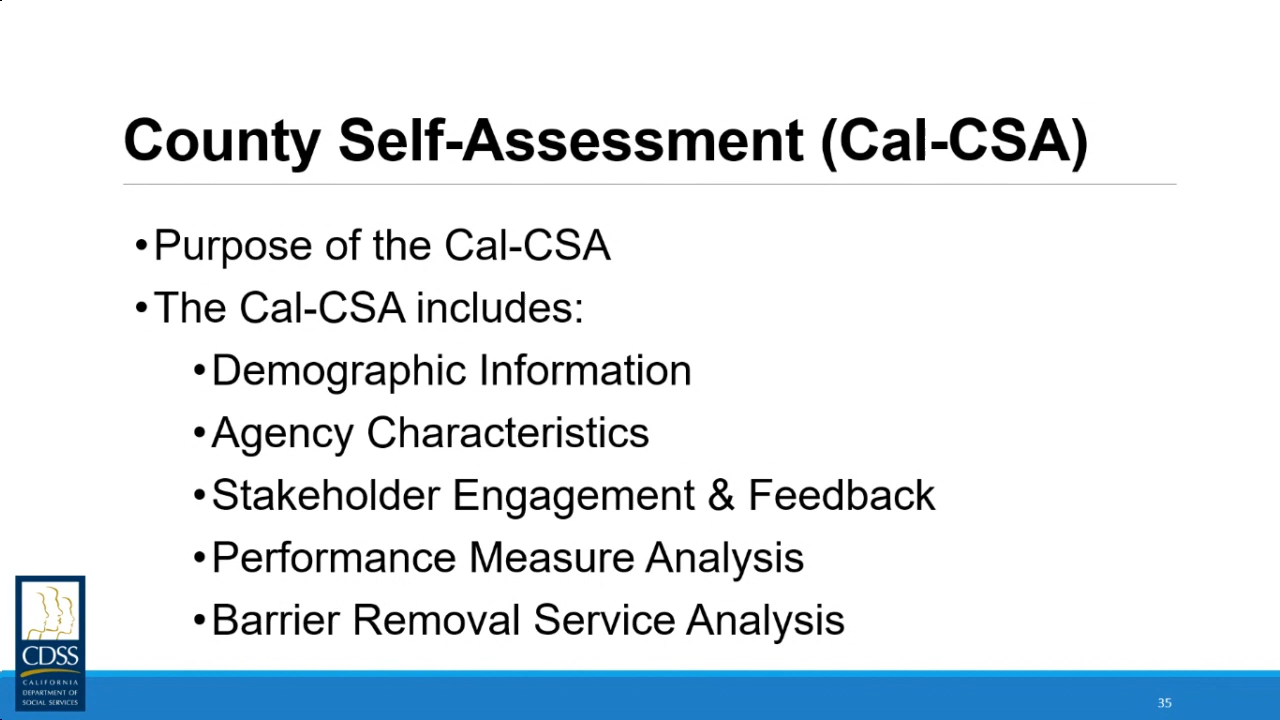 County Self-Assessment (Cal-CSA)
•Purpose of the Cal-CSA
•The Cal-CSA includes:
•Demographic Information
•Agency Characteristics
•Stakeholder Engagement & Feedback
•Performance Measure Analysis
•Barrier Removal Service Analysis
CDSS
CALIFORNIA
DEPARTMENT OF
SOCIAL SERVICES
35